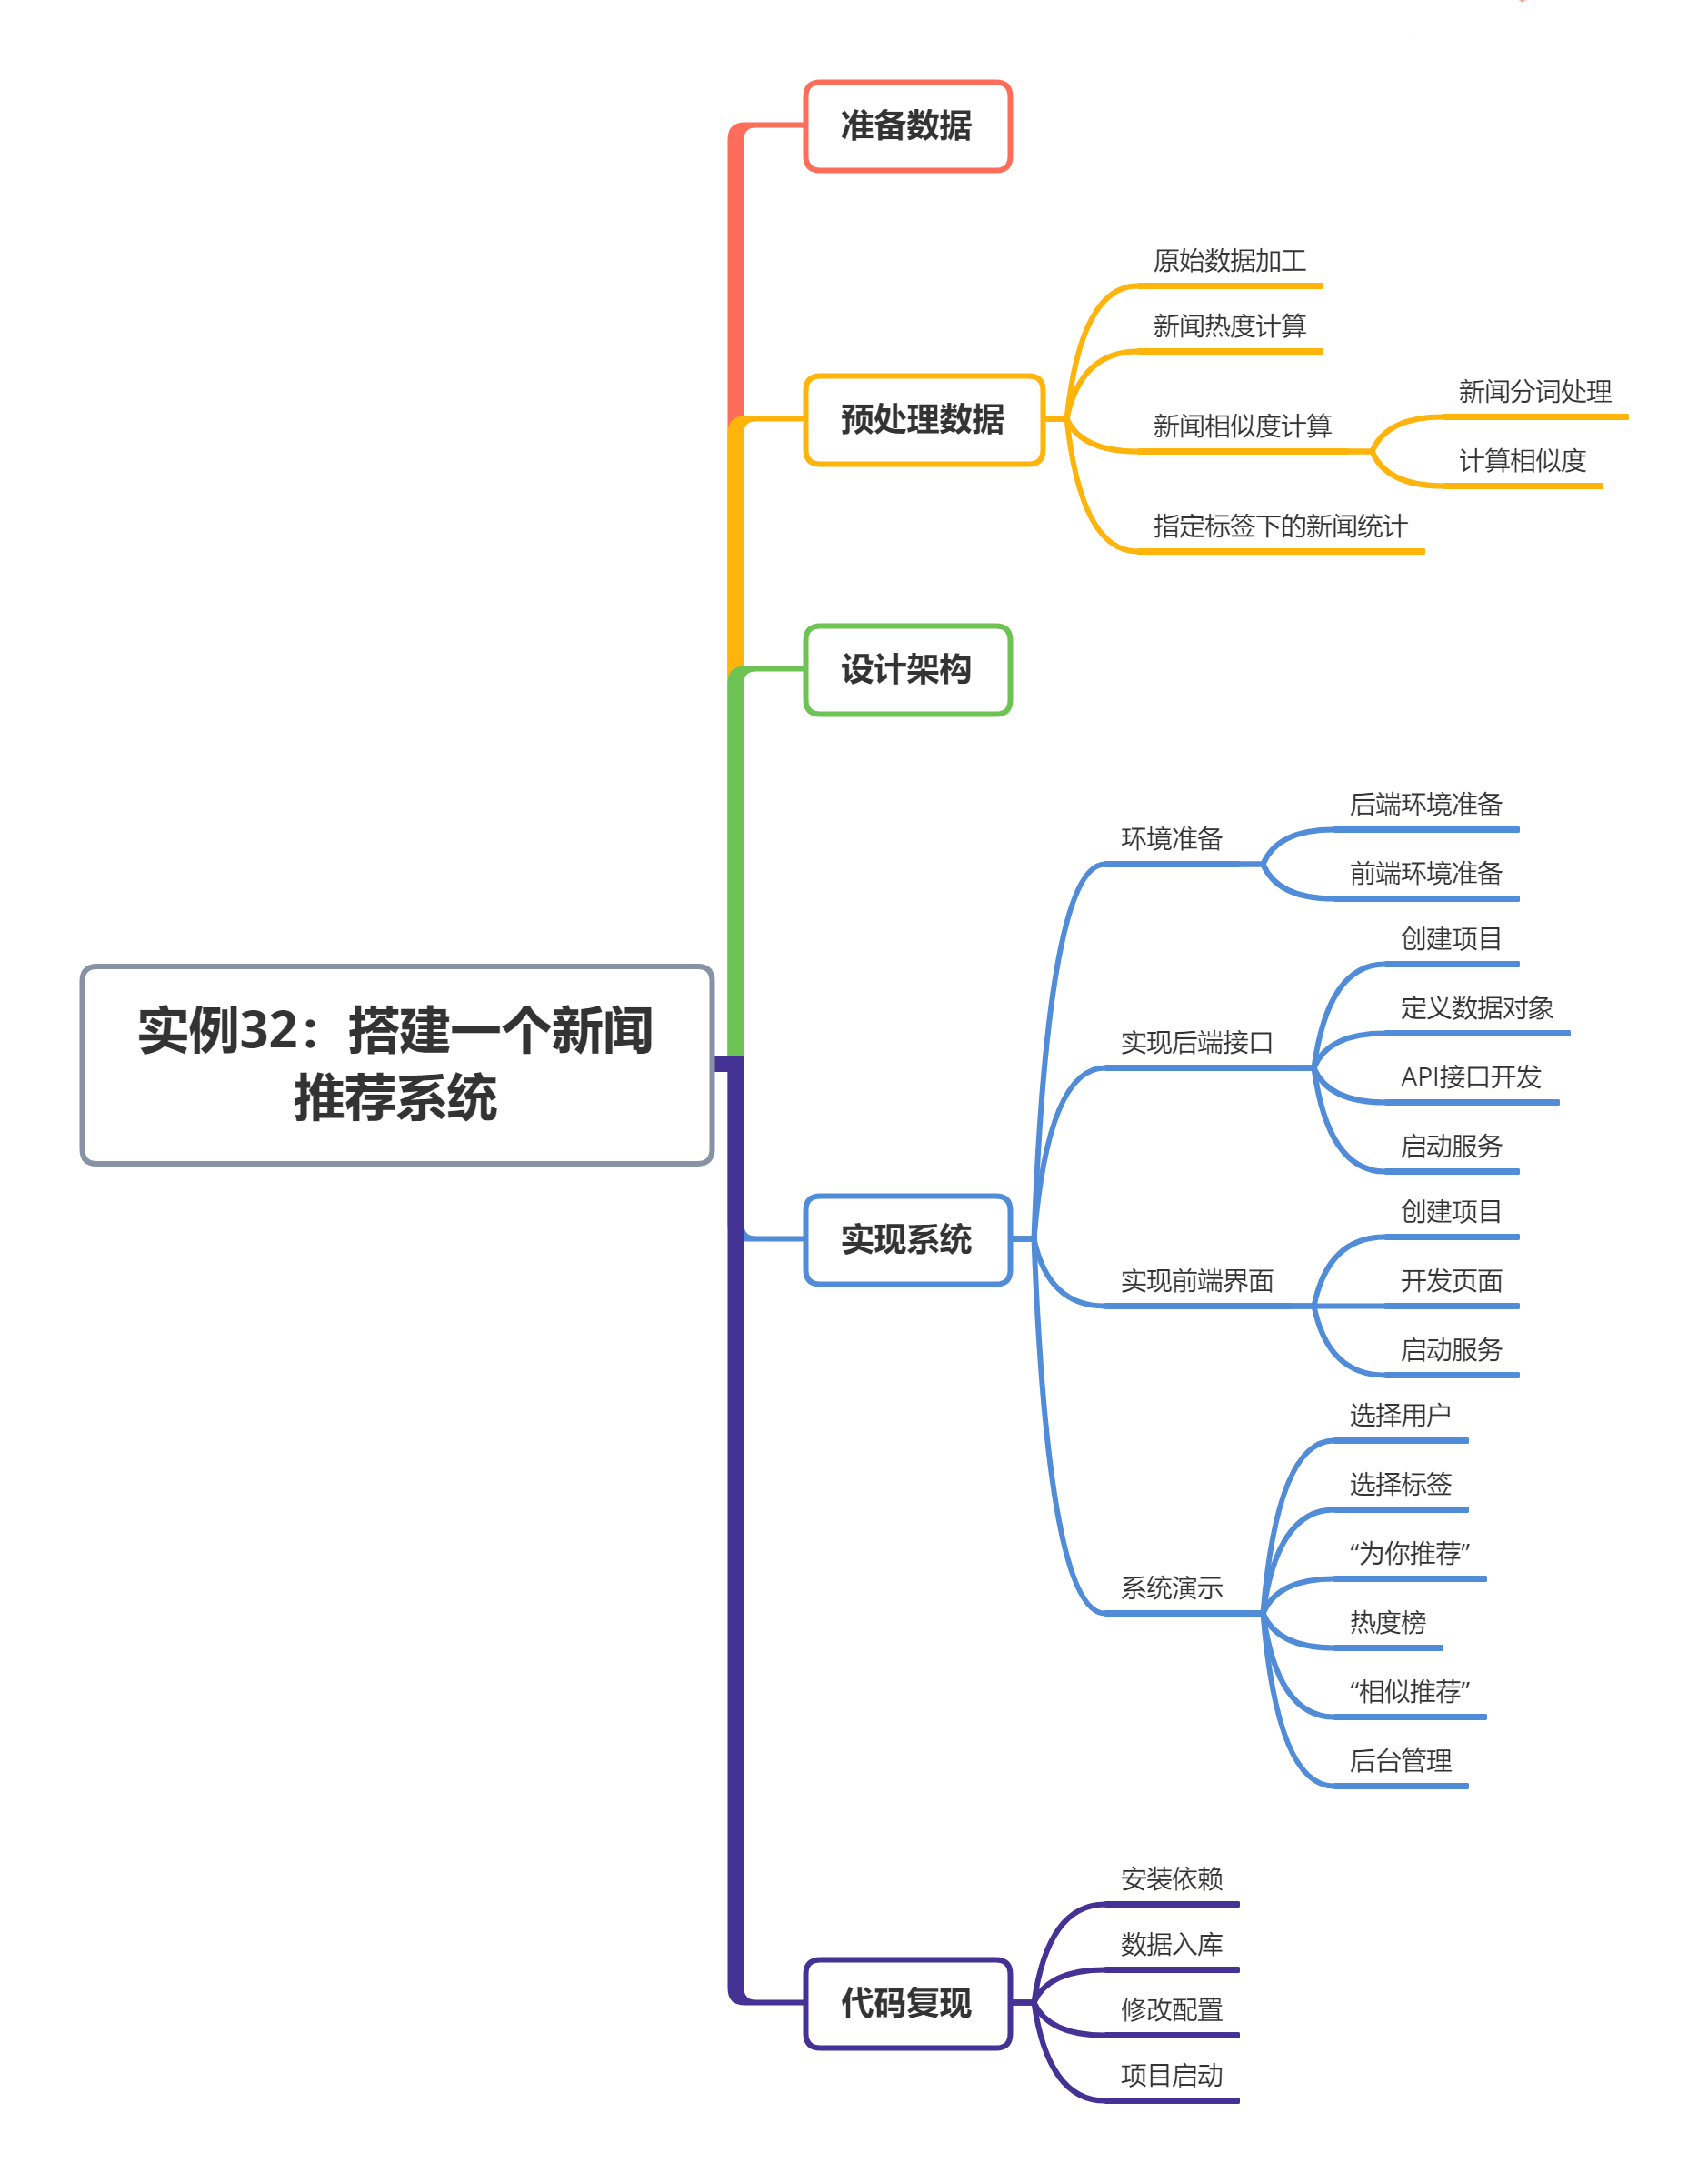 实例32：搭建一个新闻
推荐系统
准备数据
预处理数据
原始数据加工
新闻热度计算
新闻相似度计算
新闻分词处理
计算相似度
指定标签下的新闻统计
设计架构
实现系统
环境准备
后端环境准备
前端环境准备
实现后端接口
创建项目
定义数据对象
API接口开发
启动服务
实现前端界面
创建项目
开发页面
启动服务
系统演示
选择用户
选择标签
“为你推荐”
热度榜
“相似推荐”
后台管理
代码复现
安装依赖
数据入库
修改配置
项目启动